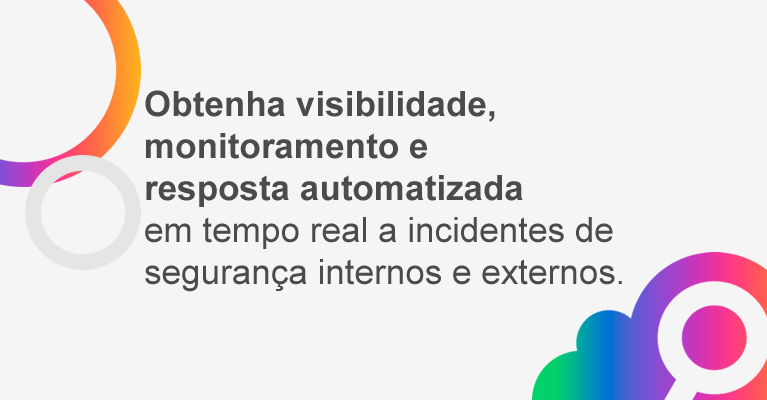 Obtenha visibilidade,
monitoramento e
resposta automatizada
em tempo real a incidentes de
segurança internos e externos.